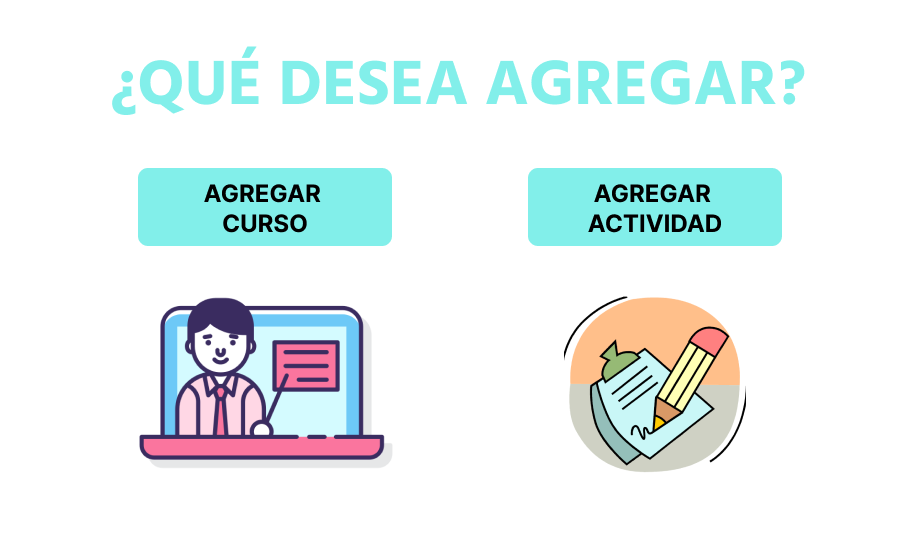 ¿QUÉ DESEA AGREGAR?
AGREGAR
CURSO
AGREGAR
ACTIVIDAD